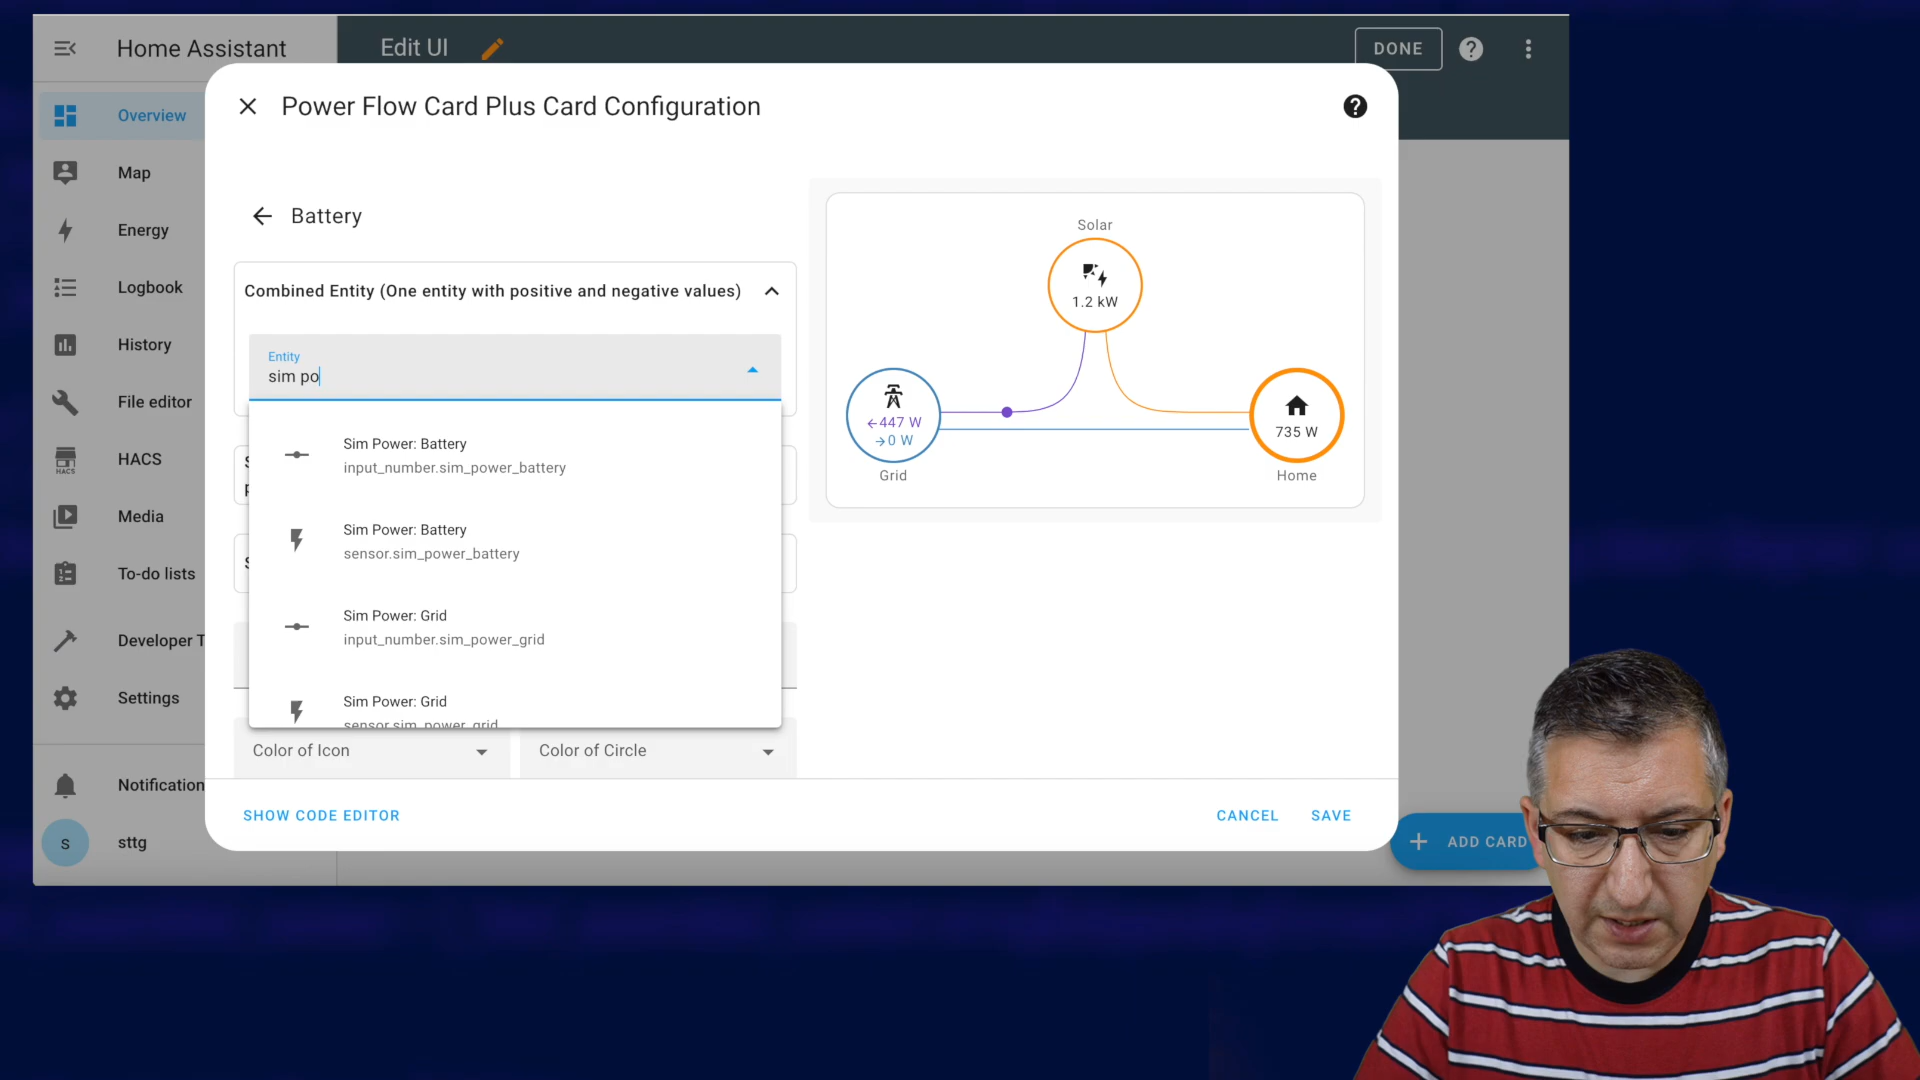 Home Assistant
Edit UI
DONE
Power Flow Card Plus Card Configuration
Overview
Map
Energy
Logbook
History
File editor
HACS
HACS
Media
To-do lists
Developer T
Settings
Notification
s
sttg
Battery
Combined Entity (One entity with positive and negative values)
Entity
sim po
Sim Power: Battery
input_number.sim_power_battery
Sim Power: Battery
sensor.sim_power_battery
Sim Power: Grid
input_number.sim_power_grid
Sim Power: Grid
sensor.sim_power_grid
Color of Icon
Color of Circle
Solar
1.2 kW
←447 W
→0 W
Grid
735 W
Home
SHOW CODE EDITOR
CANCEL
SAVE
+ ADD CARD